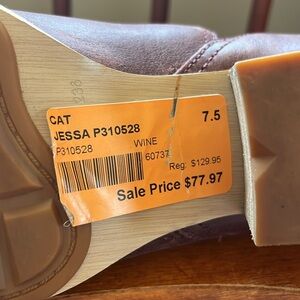 CAT
JESSA P310528
7.5
P310528
WINE
60737
Reg: $129.95
Sale Price $77.97